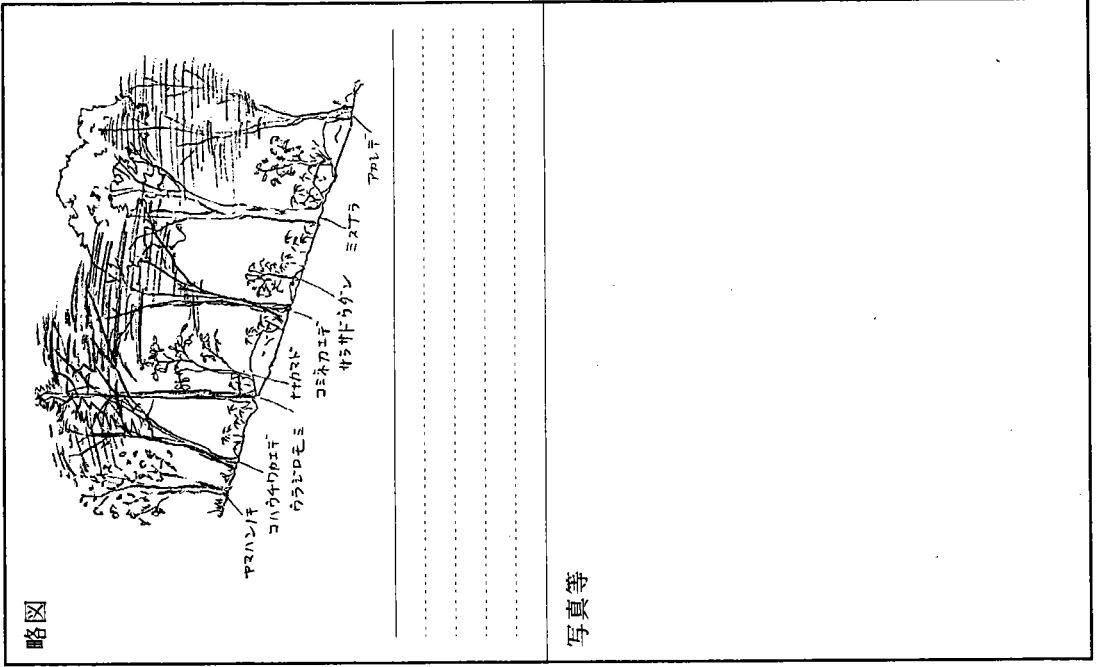 略図
ヤマハンノキ
コハウチワカエデ
ウラジロモミ
ナナカマド
コミネカエデ
サラサドウダン
ミズナラ
アカシデ
写真等